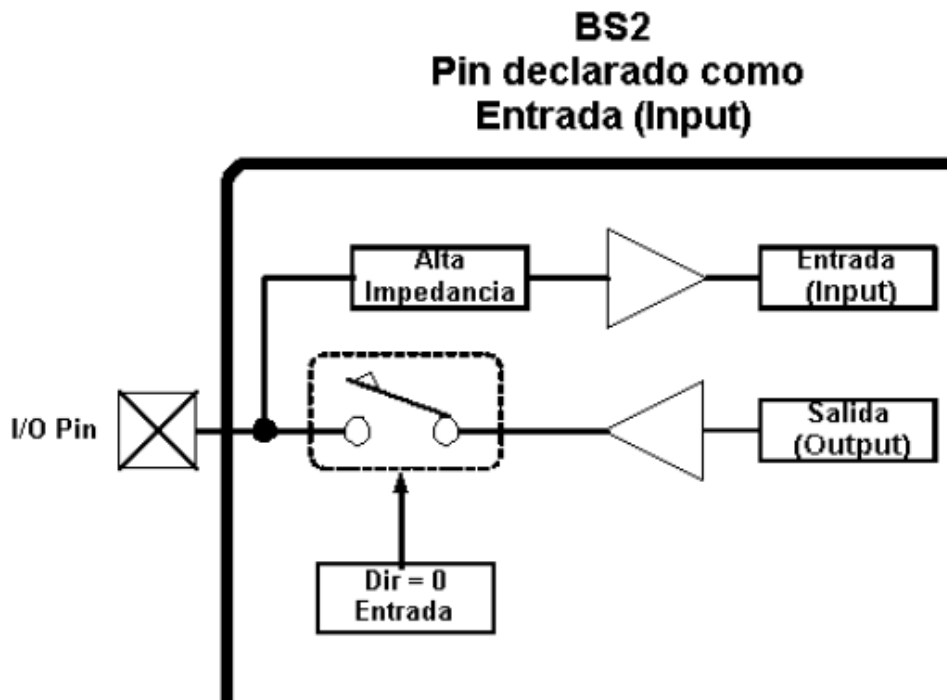 BS2
Pin declarado como
Entrada (Input)
Alta
Impedancia
Entrada
(Input)
I/O Pin
Salida
(Output)
Dir = 0
Entrada